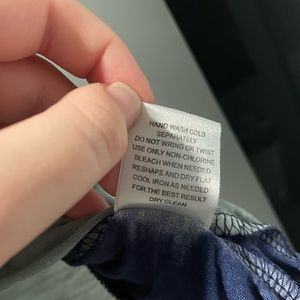 HAND WASH COLD
SEPARATELY
DO NOT WRING OR TWIST
USE ONLY NON-CHLORINE
BLEACH WHEN NEEDED
RESHAPE AND DRY FLAT
COOL IRON AS NEEDED
FOR THE BEST RESULT
DRY CLEAN